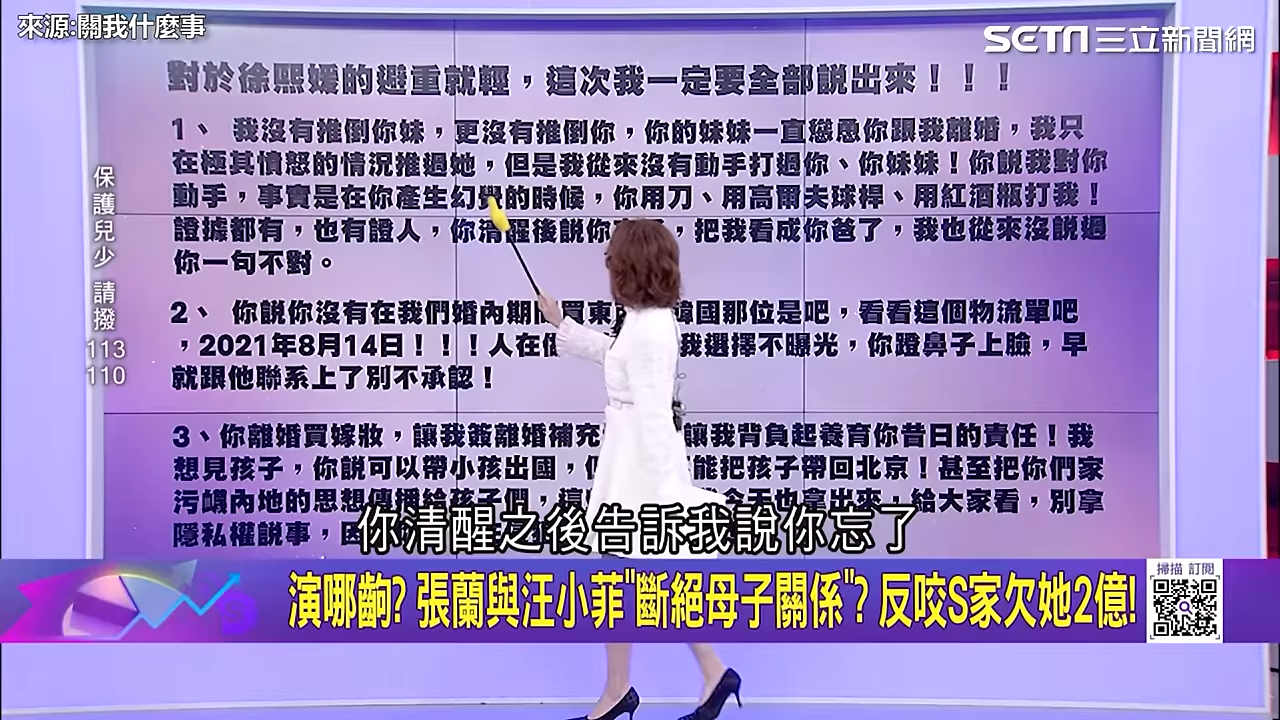 來源:關我什麼事
SETN三立新聞網
對於徐熙媛的避重就輕，這次我一定要全部說出來！！！
1、 我沒有推倒你妹，更沒有推倒你，你的妹妹一直慫恿你跟我離婚，我只
在極其憤怒的情況推過她，但是我從來沒有動手打過你、你妹妹！你說我對你
動手，事實是在你產生幻覺的時候，你用刀、用高爾夫球桿、用紅酒瓶打我！
證據都有，也有證人，你清醒後說你，把我看成你爸了，我也從來沒說過
你一句不對。
2、 你說你沒有在我們婚內期間買東韓國那位是吧，看看這個物流單吧
，2021年8月14日！！！人在我選擇不曝光，你蹬鼻子上臉，早
就跟他聯系上了別不承認！
3、你離婚買嫁妝，讓我簽離婚補充讓我背負起養育你昔日的責任！我
想見孩子，你說可以帶小孩出國，能把孩子帶回北京！甚至把你們家
污衊內地的思想傳播給孩子們，今天也拿出來，給大家看，別拿
隱私權說事，因
保護兒少 請撥
113
110
你清醒之後告訴我說你忘了
演哪齣? 張蘭與汪小菲"斷絕母子關係"? 反咬S家欠她2億!
掃描 訂閱